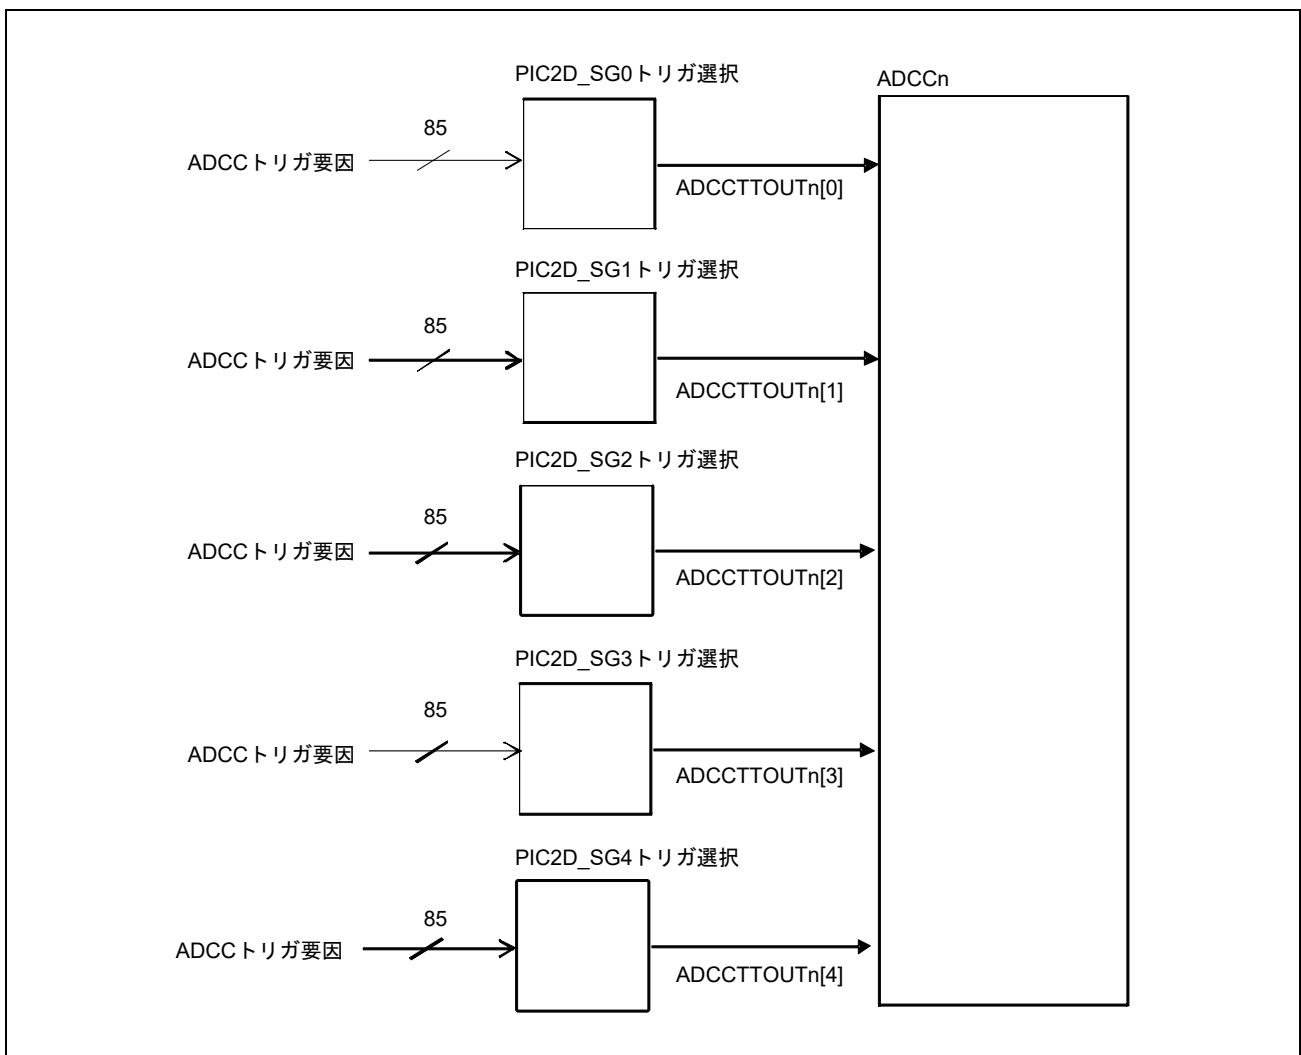 PIC2D_SG0トリガ選択
ADCCn
85
ADCCトリガ要因
ADCCTTOUTn[0]
PIC2D_SG1トリガ選択
85
ADCCトリガ要因
ADCCTTOUTn[1]
PIC2D_SG2トリガ選択
85
ADCCトリガ要因
ADCCTTOUTn[2]
PIC2D_SG3トリガ選択
85
ADCCトリガ要因
ADCCTTOUTn[3]
PIC2D_SG4トリガ選択
85
ADCCトリガ要因
ADCCTTOUTn[4]